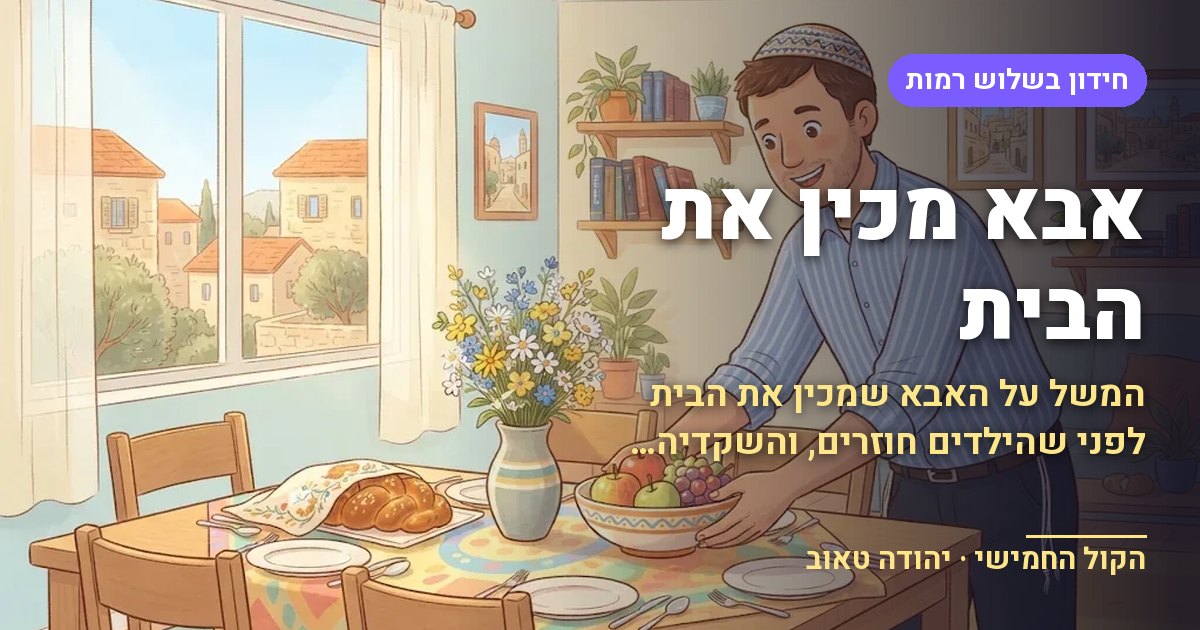 חידון בשלוש רמות
אבא מכין את
הבית
המשל על האבא שמכין את הבית
לפני שהילדים חוזרים, והשקדיה...
הקול החמישי · יהודה טאוב